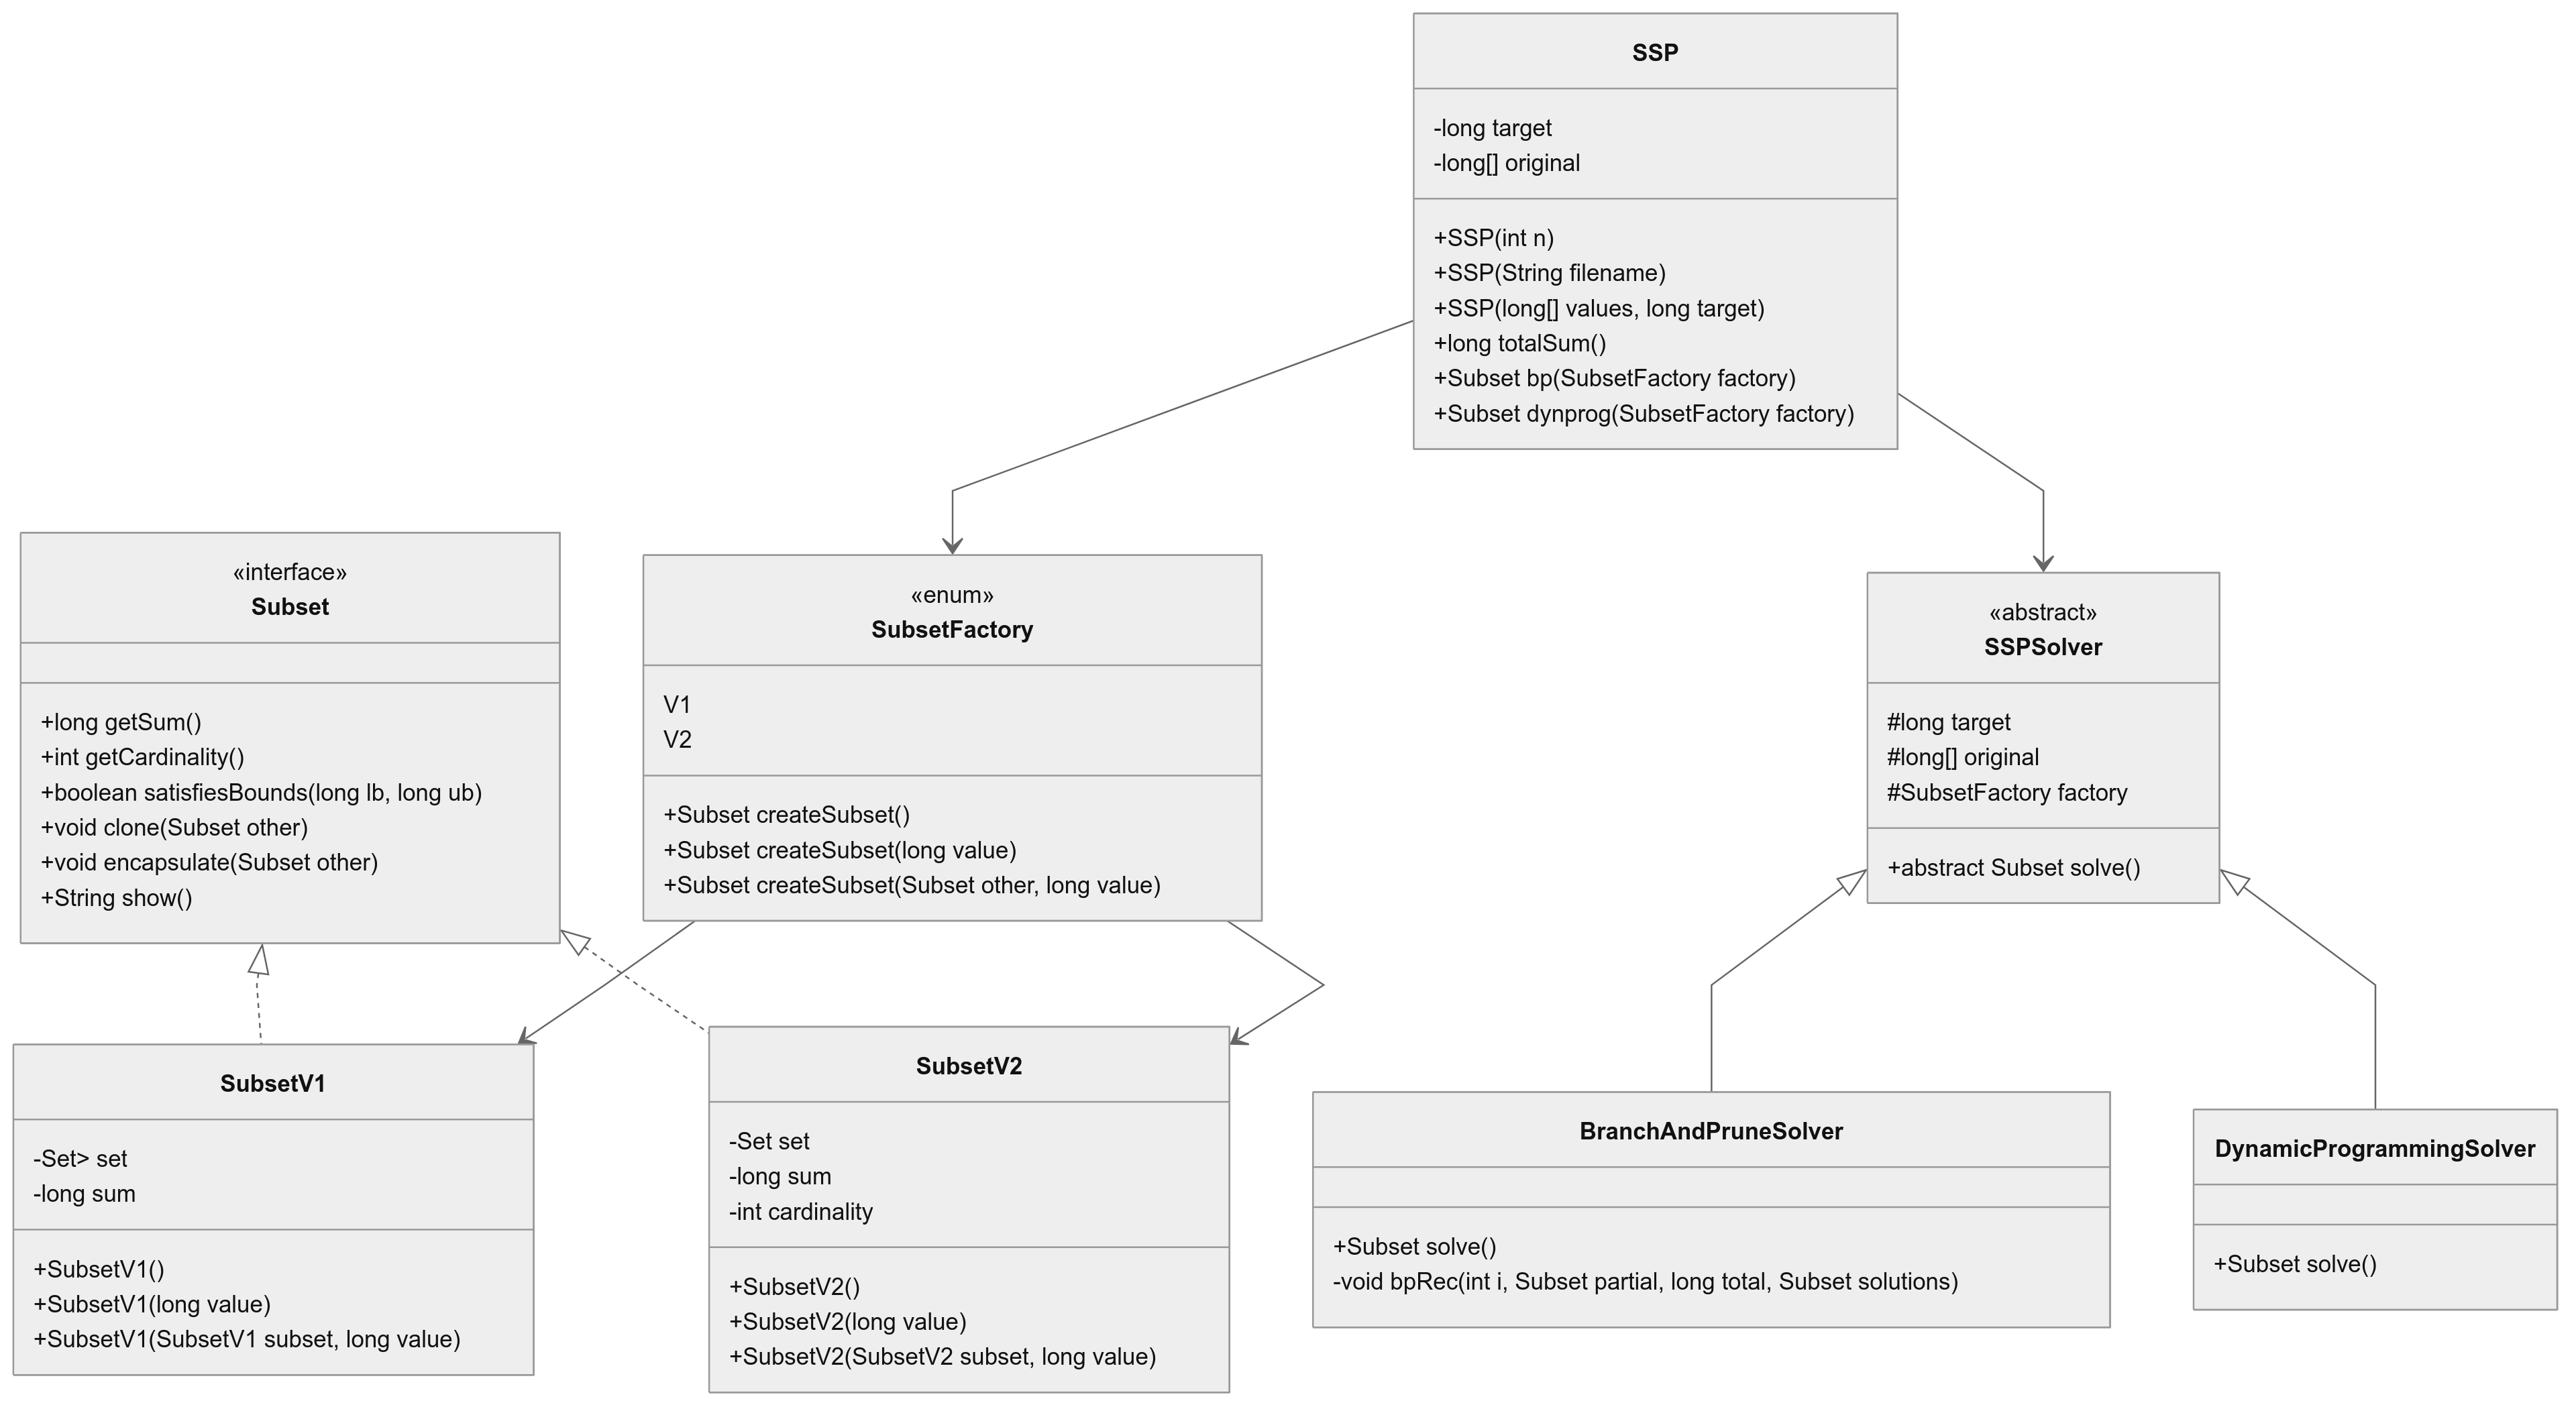 SSP
-long target
-long[] original
+SSP(int n)
+SSP(String filename)
+SSP(long[] values, long target)
+long totalSum()
+Subset bp(SubsetFactory factory)
+Subset dynprog(SubsetFactory factory)
«interface»
Subset
+long getSum()
+int getCardinality()
+boolean satisfiesBounds(long lb, long ub)
+void clone(Subset other)
+void encapsulate(Subset other)
+String show()
«enum»
SubsetFactory
V1
V2
+Subset createSubset()
+Subset createSubset(long value)
+Subset createSubset(Subset other, long value)
«abstract»
SSPSolver
#long target
#long[] original
#SubsetFactory factory
+abstract Subset solve()
SubsetV1
-Set> set
-long sum
+SubsetV1()
+SubsetV1(long value)
+SubsetV1(SubsetV1 subset, long value)
SubsetV2
-Set set
-long sum
-int cardinality
+SubsetV2()
+SubsetV2(long value)
+SubsetV2(SubsetV2 subset, long value)
BranchAndPruneSolver
+Subset solve()
-void bpRec(int i, Subset partial, long total, Subset solutions)
DynamicProgrammingSolver
+Subset solve()